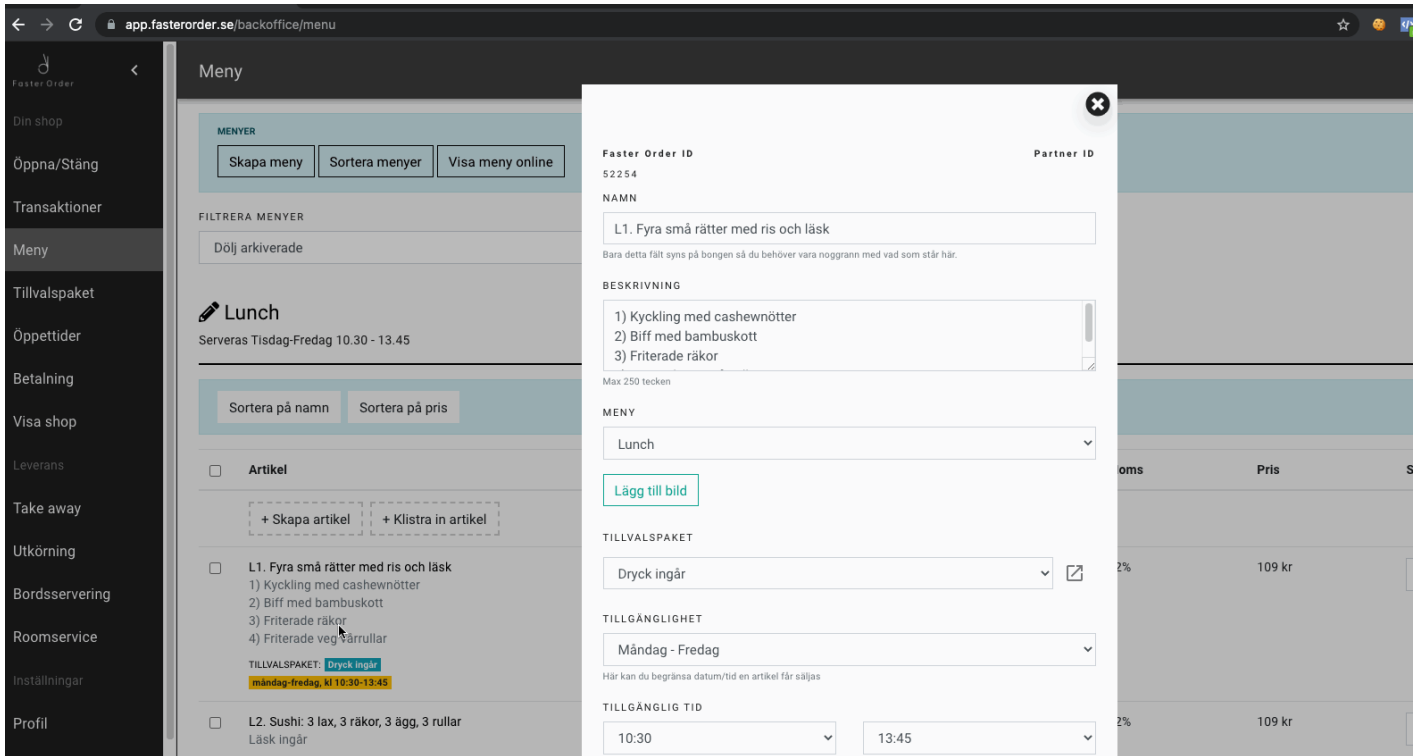 app.fasterorder.se/backoffice/menu
Faster Order
Din shop
Öppna/Stäng
Transaktioner
Meny
Tillvalspaket
Öppettider
Betalning
Visa shop
Leverans
Take away
Utkörning
Bordsservering
Roomservice
Inställningar
Profil
Meny
MENYER
Skapa meny
Sortera menyer
Visa meny online
FILTRERA MENYER
Dölj arkiverade
Lunch
Serveras Tisdag-Fredag 10.30 - 13.45
Sortera på namn
Sortera på pris
Artikel
Pris
+ Skapa artikel
+ Klistra in artikel
L1. Fyra små rätter med ris och läsk
1) Kyckling med cashewnötter
2) Biff med bambuskott
3) Friterade räkor
4) Friterade veg vårrullar
TILLVALSPAKET: Dryck ingår
måndag-fredag, kl 10:30-13:45
109 kr
L2. Sushi: 3 lax, 3 räkor, 3 ägg, 3 rullar
Läsk ingår
109 kr
Faster Order ID
Partner ID
52254
NAMN
L1. Fyra små rätter med ris och läsk
Bara detta fält syns på bongen så du behöver vara noggrann med vad som står här.
BESKRIVNING
1) Kyckling med cashewnötter
2) Biff med bambuskott
3) Friterade räkor
Max 250 tecken
MENY
Lunch
Lägg till bild
TILLVALSPAKET
Dryck ingår
TILLGÄNGLIGHET
Måndag - Fredag
Här kan du begränsa datum/tid en artikel får säljas
TILLGÄNGLIG TID
10:30
13:45